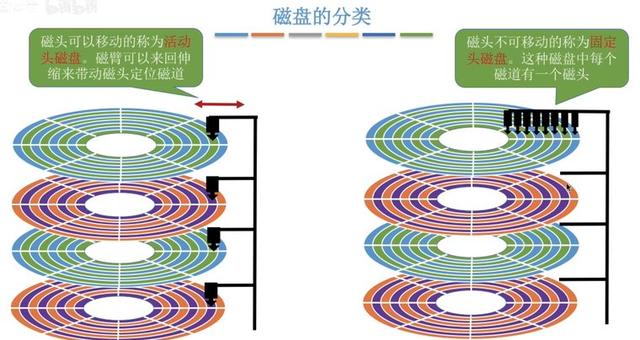 磁盘的分类
磁头可以移动的称为活动
头磁盘。磁臂可以来回伸
缩来带动磁头定位磁道
磁头不可移动的称为固定
头磁盘。这种磁盘中每个
磁道有一个磁头